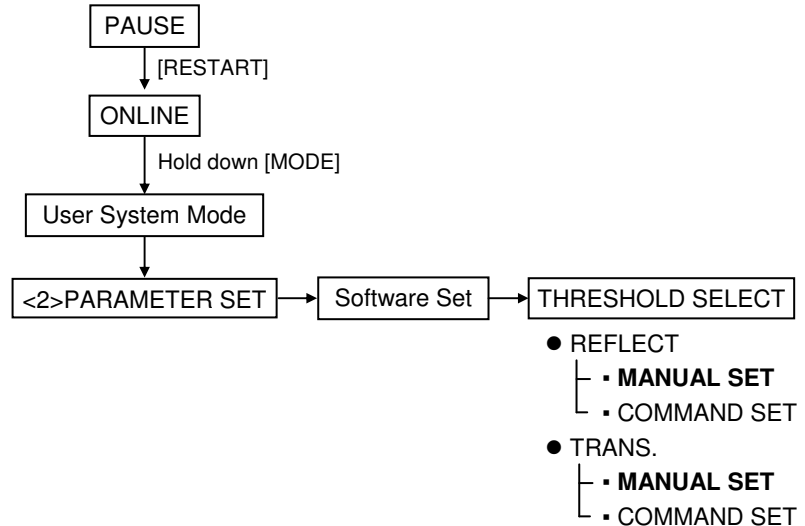 PAUSE
[RESTART]
ONLINE
Hold down [MODE]
User System Mode
<2>PARAMETER SET
Software Set
THRESHOLD SELECT
● REFLECT
▪ MANUAL SET
▪ COMMAND SET
● TRANS.
▪ MANUAL SET
▪ COMMAND SET